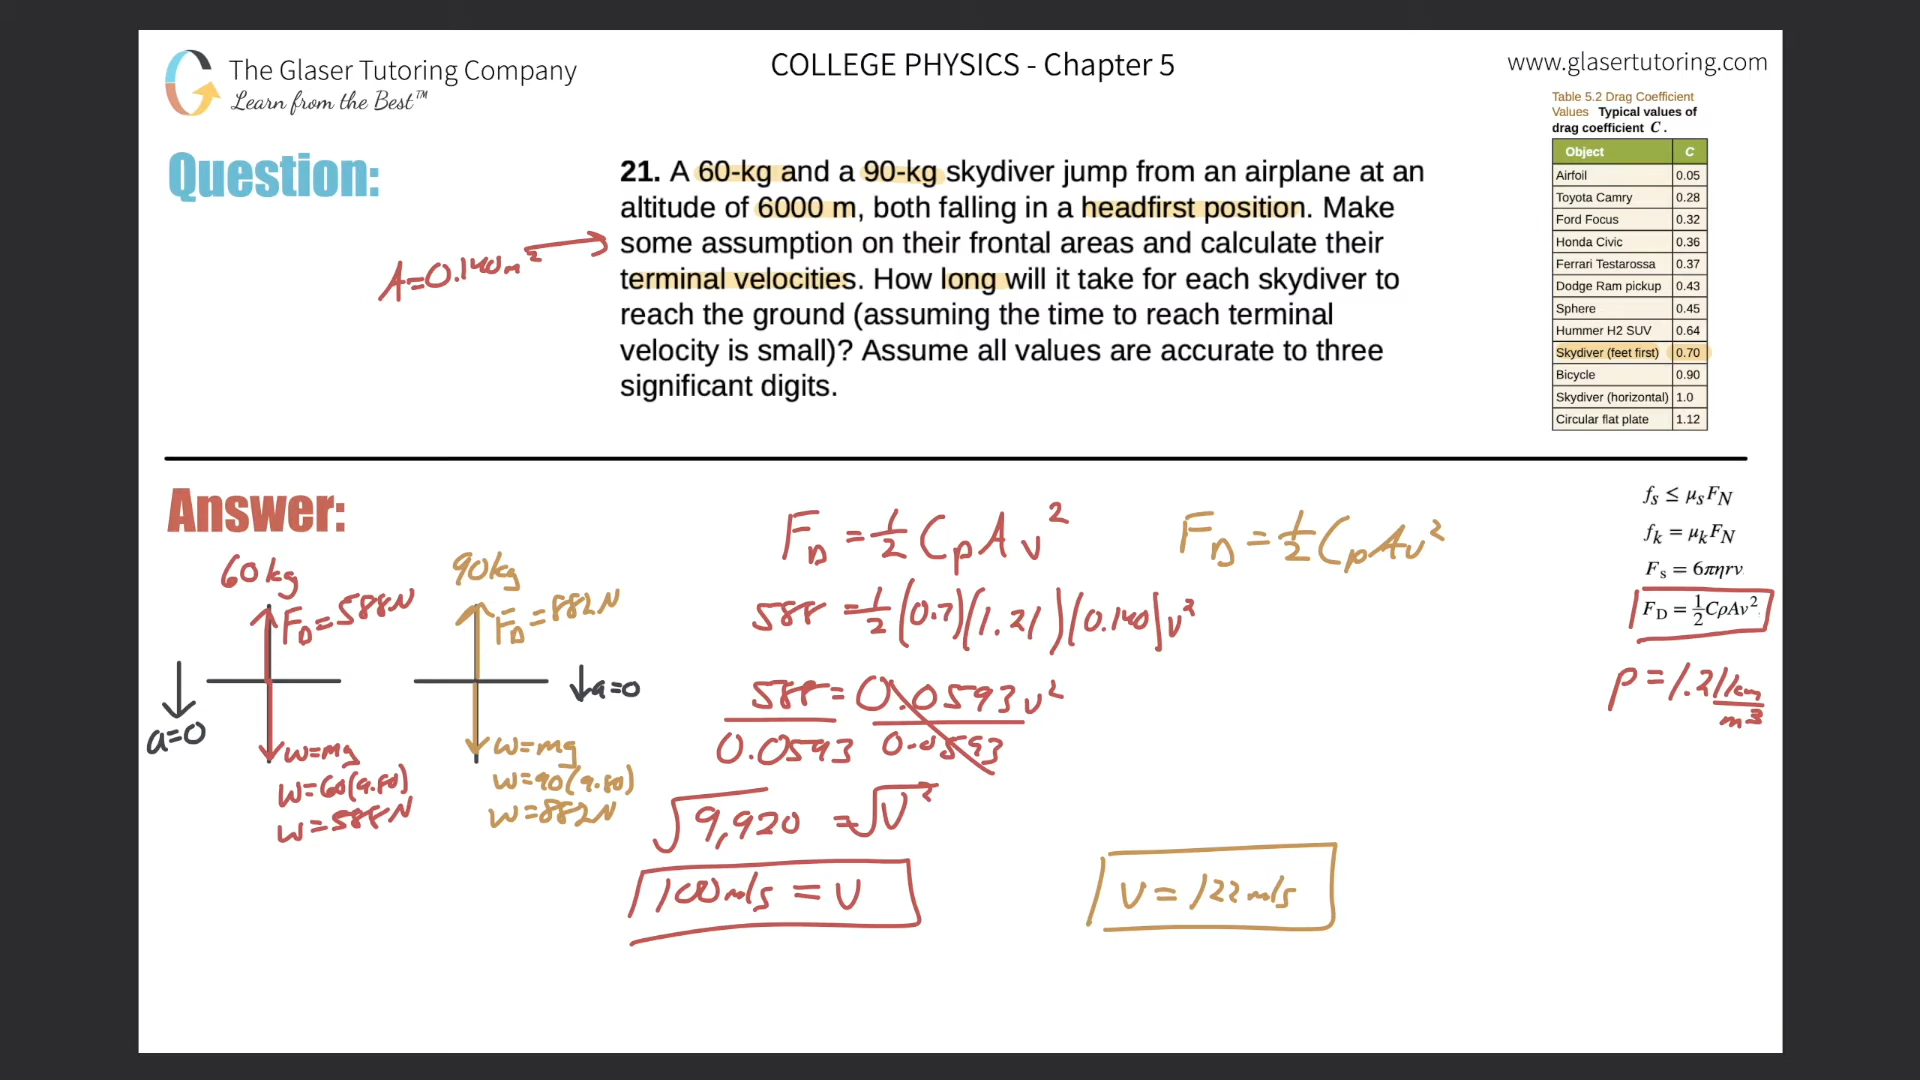 The Glaser Tutoring Company
Learn from the Best™
COLLEGE PHYSICS - Chapter 5
www.glasertutoring.com
Table 5.2 Drag Coefficient
Values Typical values of
drag coefficient C.
Object C
Airfoil 0.05
Toyota Camry 0.28
Ford Focus 0.32
Honda Civic 0.36
Ferrari Testarossa 0.37
Dodge Ram pickup 0.43
Sphere 0.45
Hummer H2 SUV 0.64
Skydiver (feet first) 0.70
Bicycle 0.90
Skydiver (horizontal) 1.0
Circular flat plate 1.12
Question:
21. A 60-kg and a 90-kg skydiver jump from an airplane at an
altitude of 6000 m, both falling in a headfirst position. Make
some assumption on their frontal areas and calculate their
terminal velocities. How long will it take for each skydiver to
reach the ground (assuming the time to reach terminal
velocity is small)? Assume all values are accurate to three
significant digits.
A=0.140m²
Answer:
60kg
F_D=588N
a=0
w=mg
w=60(9.80)
w=588N
90kg
F_D=882N
a=0
w=mg
w=90(9.80)
w=882N
F_D = ½ CρAv²
588 = ½ (0.7)(1.21)(0.140)v²
588 = 0.0593v²
0.0593 0.0593
√9,920 = √v²
100m/s = v
F_D = ½ CρAv²
v = 122m/s
f_s ≤ μ_sF_N
f_k = μ_kF_N
F_s = 6πηrv
F_D = ½CρAv²
ρ = 1.21
m³